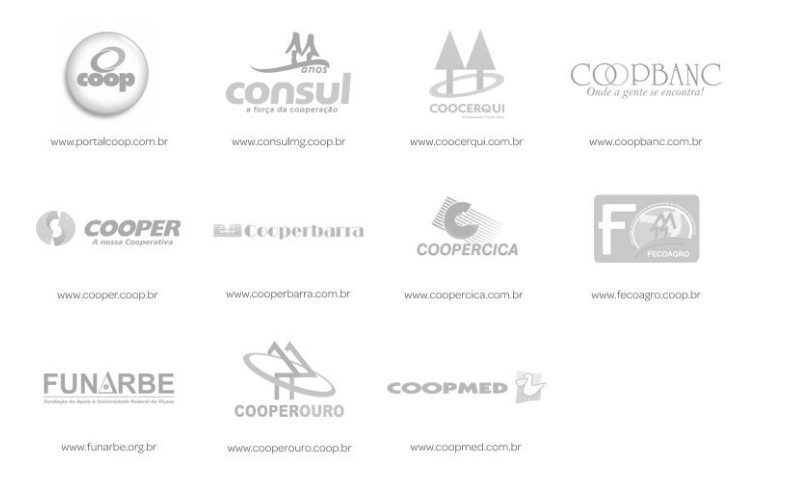 coop
anos
consul
a força da cooperação
COOCERQUI
COOPBANC
Onde a gente se encontra!
www.portalcoop.com.br
www.consulmg.coop.br
www.coocerqui.com.br
www.coopbanc.com.br
COOPER
A nossa Cooperativa
Cooperbarra
COOPERCICA
F
FECOAGRO
www.cooper.coop.br
www.cooperbarra.com.br
www.coopercica.com.br
www.fecoagro.coop.br
FUNARBE
Fundação de Apoio à Universidade Federal de Viçosa
COOPEROURO
COOPMED
www.funarbe.org.br
www.cooperouro.coop.br
www.coopmed.com.br